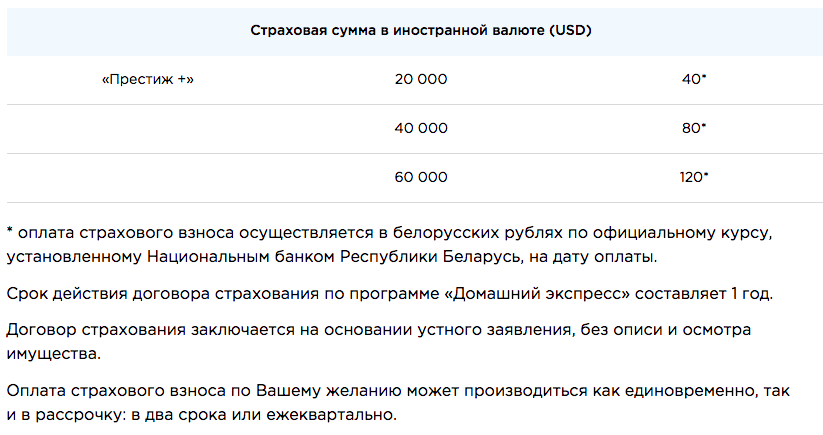 Страховая сумма в иностранной валюте (USD)
«Престиж +» 20 000 40*
40 000 80*
60 000 120*
* оплата страхового взноса осуществляется в белорусских рублях по официальному курсу,
установленному Национальным банком Республики Беларусь, на дату оплаты.
Срок действия договора страхования по программе «Домашний экспресс» составляет 1 год.
Договор страхования заключается на основании устного заявления, без описи и осмотра
имущества.
Оплата страхового взноса по Вашему желанию может производиться как единовременно, так
и в рассрочку: в два срока или ежеквартально.